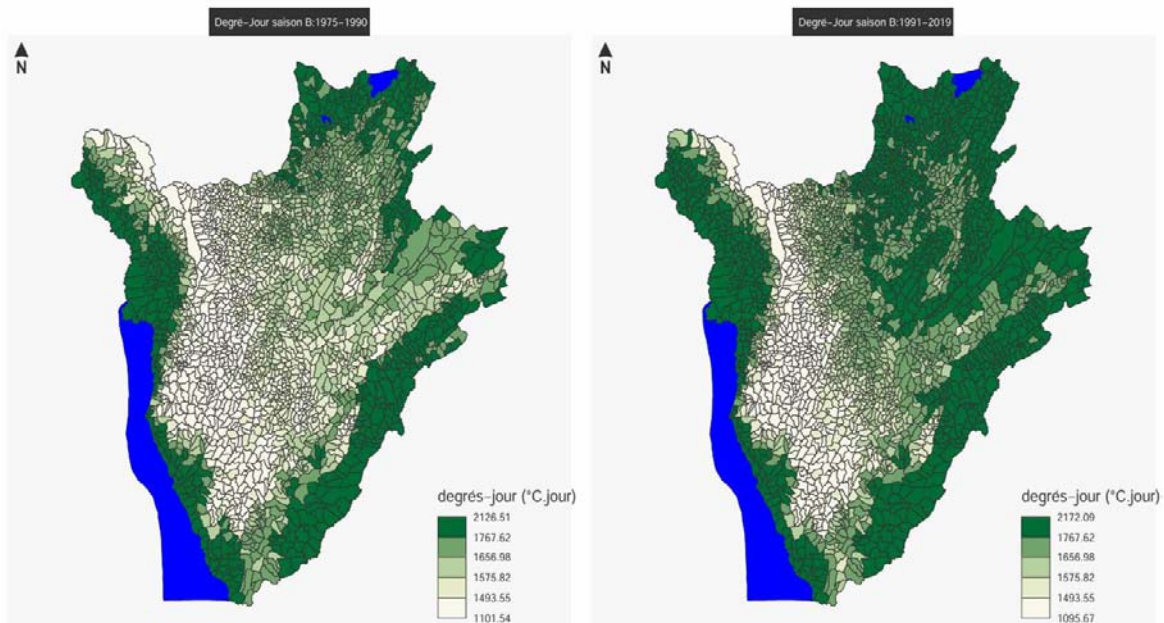 Degré-Jour saison B:1975-1990
N
degrés-jour (°C.jour)
2126.51
1767.62
1656.98
1575.82
1493.55
1101.54
Degré-Jour saison B:1991-2019
N
degrés-jour (°C.jour)
2172.09
1767.62
1656.98
1575.82
1493.55
1095.67